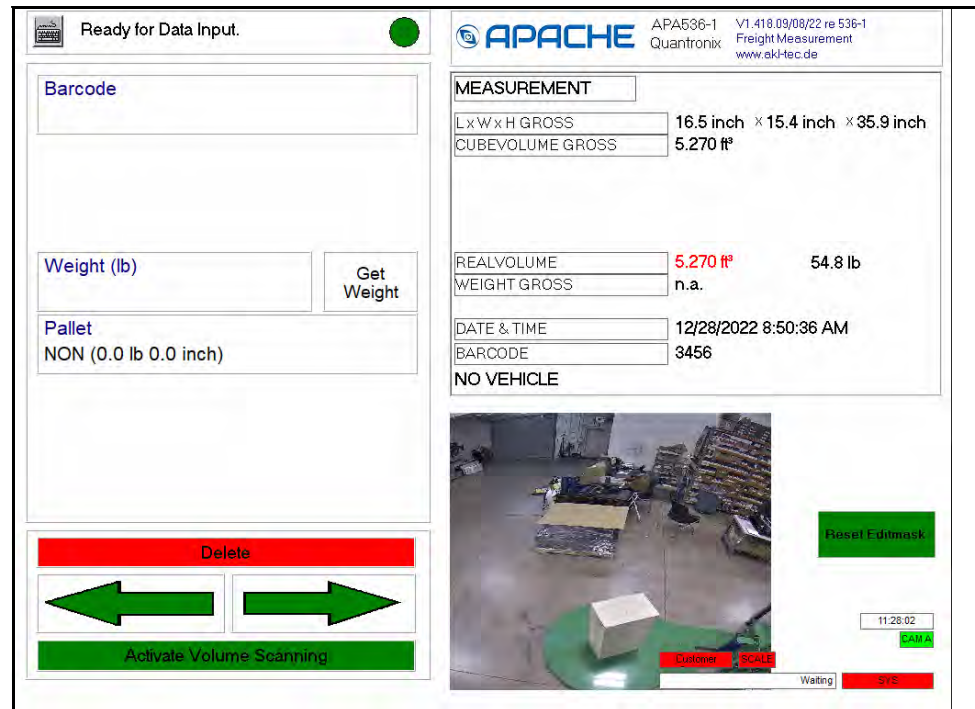 Ready for Data Input.
Barcode
Weight (lb)
Get
Weight
Pallet
NON (0.0 lb 0.0 inch)
Delete
Activate Volume Scanning
APACHE
APA536-1
Quantronix
V1.418.09/08/22 re 536-1
Freight Measurement
www.akl-tec.de
MEASUREMENT
L x W x H GROSS 16.5 inch × 15.4 inch × 35.9 inch
CUBEVOLUME GROSS 5.270 ft³
REALVOLUME 5.270 ft³ 54.8 lb
WEIGHT GROSS n.a.
DATE & TIME 12/28/2022 8:50:36 AM
BARCODE 3456
NO VEHICLE
Reset Editmask
11:28:02
CAM A
Customer SCALE
Waiting SYS